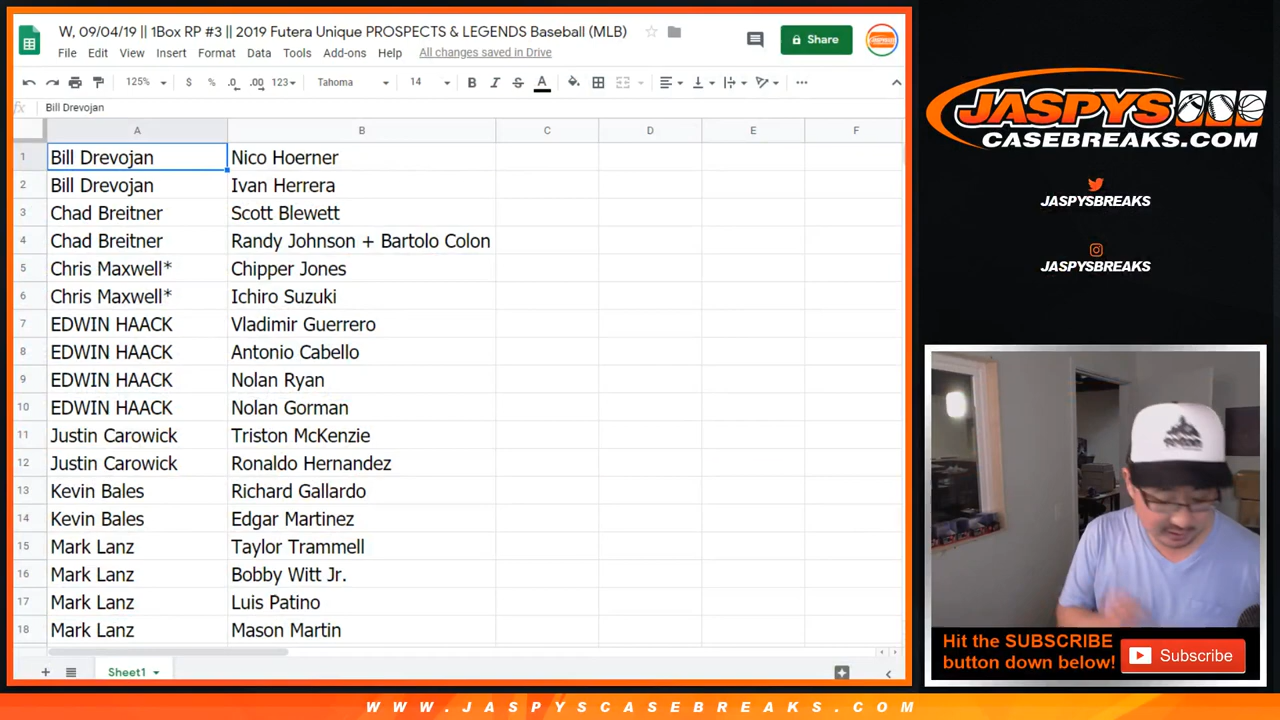 W, 09/04/19 || 1Box RP #3 || 2019 Futera Unique PROSPECTS & LEGENDS Baseball (MLB)
File Edit View Insert Format Data Tools Add-ons Help All changes saved in Drive
Share
125% $ % .0 .00 123 Tahoma 14 B I S A
fx Bill Drevojan
A B C D E F
1 Bill Drevojan Nico Hoerner
2 Bill Drevojan Ivan Herrera
3 Chad Breitner Scott Blewett
4 Chad Breitner Randy Johnson + Bartolo Colon
5 Chris Maxwell* Chipper Jones
6 Chris Maxwell* Ichiro Suzuki
7 EDWIN HAACK Vladimir Guerrero
8 EDWIN HAACK Antonio Cabello
9 EDWIN HAACK Nolan Ryan
10 EDWIN HAACK Nolan Gorman
11 Justin Carowick Triston McKenzie
12 Justin Carowick Ronaldo Hernandez
13 Kevin Bales Richard Gallardo
14 Kevin Bales Edgar Martinez
15 Mark Lanz Taylor Trammell
16 Mark Lanz Bobby Witt Jr.
17 Mark Lanz Luis Patino
18 Mark Lanz Mason Martin
Sheet1
JASPYS
CASEBREAKS.COM
JASPYSBREAKS
JASPYSBREAKS
Hit the SUBSCRIBE
button down below!
Subscribe
WWW.JASPYSCASEBREAKS.COM